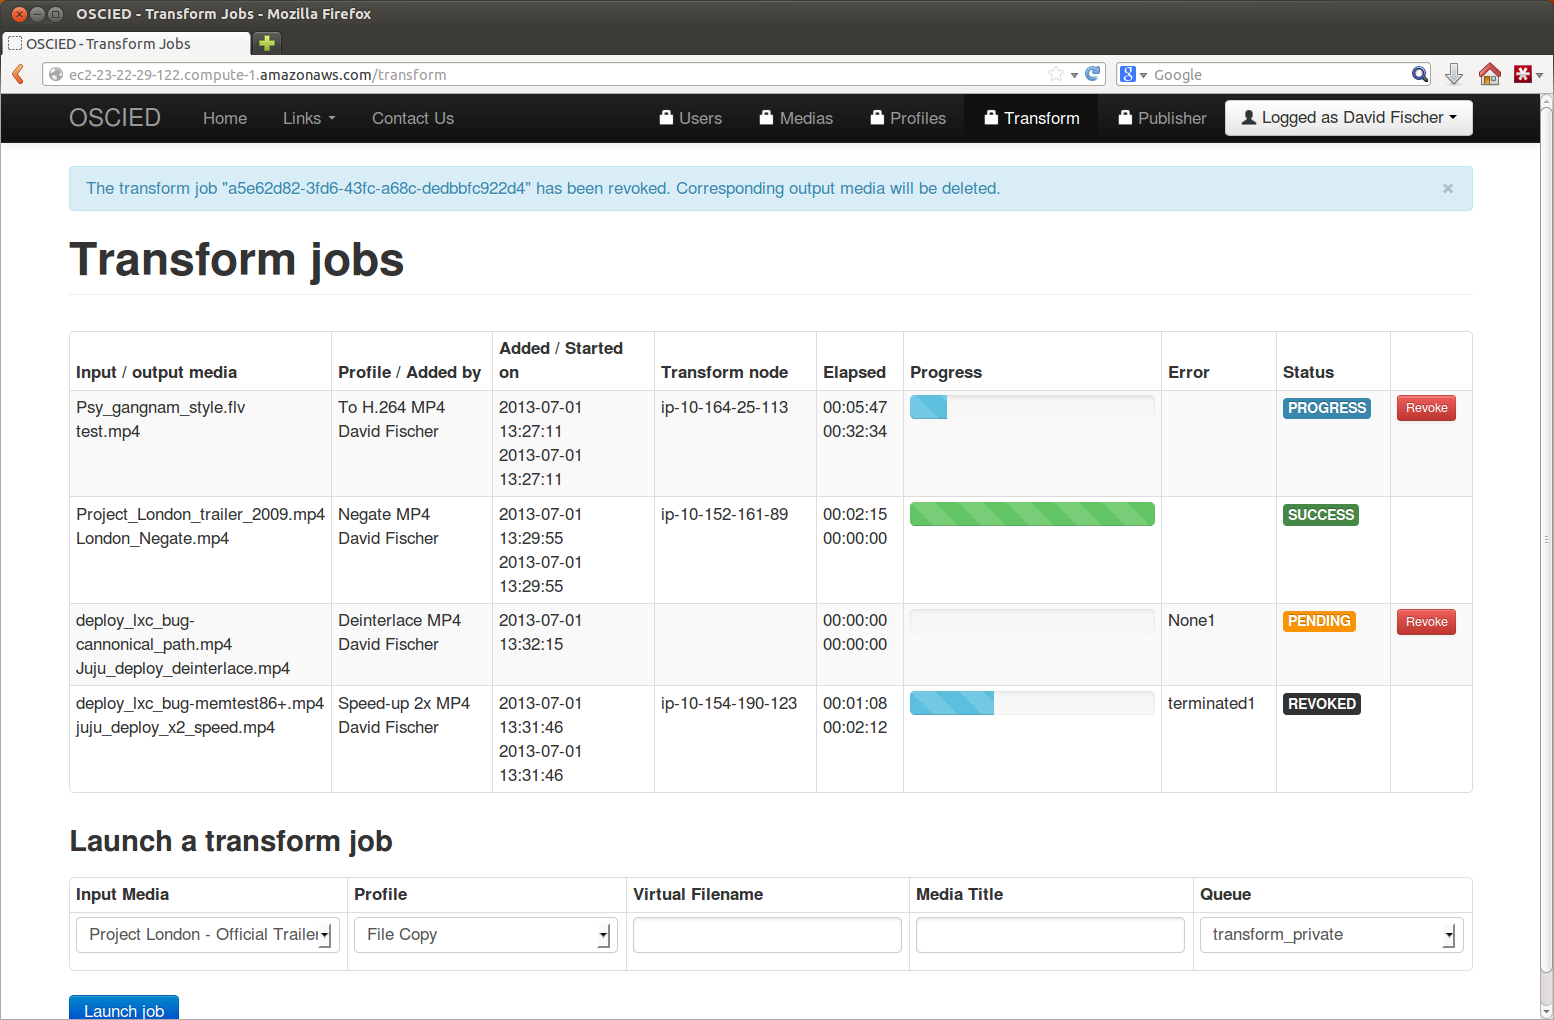 OSCIED - Transform Jobs - Mozilla Firefox
OSCIED - Transform Jobs
ec2-23-22-29-122.compute-1.amazonaws.com/transform
Google
OSCIED Home Links Contact Us Users Medias Profiles Transform Publisher Logged as David Fischer
The transform job "a5e62d82-3fd6-43fc-a68c-dedbbfc922d4" has been revoked. Corresponding output media will be deleted. ×
Transform jobs
Added / Started
Input / output media Profile / Added by on Transform node Elapsed Progress Error Status
Psy_gangnam_style.flv To H.264 MP4 2013-07-01 ip-10-164-25-113 00:05:47 PROGRESS Revoke
test.mp4 David Fischer 13:27:11 00:32:34
2013-07-01
13:27:11
Project_London_trailer_2009.mp4 Negate MP4 2013-07-01 ip-10-152-161-89 00:02:15 SUCCESS
London_Negate.mp4 David Fischer 13:29:55 00:00:00
2013-07-01
13:29:55
deploy_lxc_bug- Deinterlace MP4 2013-07-01 00:00:00 None1 PENDING Revoke
cannonical_path.mp4 David Fischer 13:32:15 00:00:00
Juju_deploy_deinterlace.mp4
deploy_lxc_bug-memtest86+.mp4 Speed-up 2x MP4 2013-07-01 ip-10-154-190-123 00:01:08 terminated1 REVOKED
juju_deploy_x2_speed.mp4 David Fischer 13:31:46 00:02:12
2013-07-01
13:31:46
Launch a transform job
Input Media Profile Virtual Filename Media Title Queue
Project London - Official Trailer File Copy transform_private
Launch job